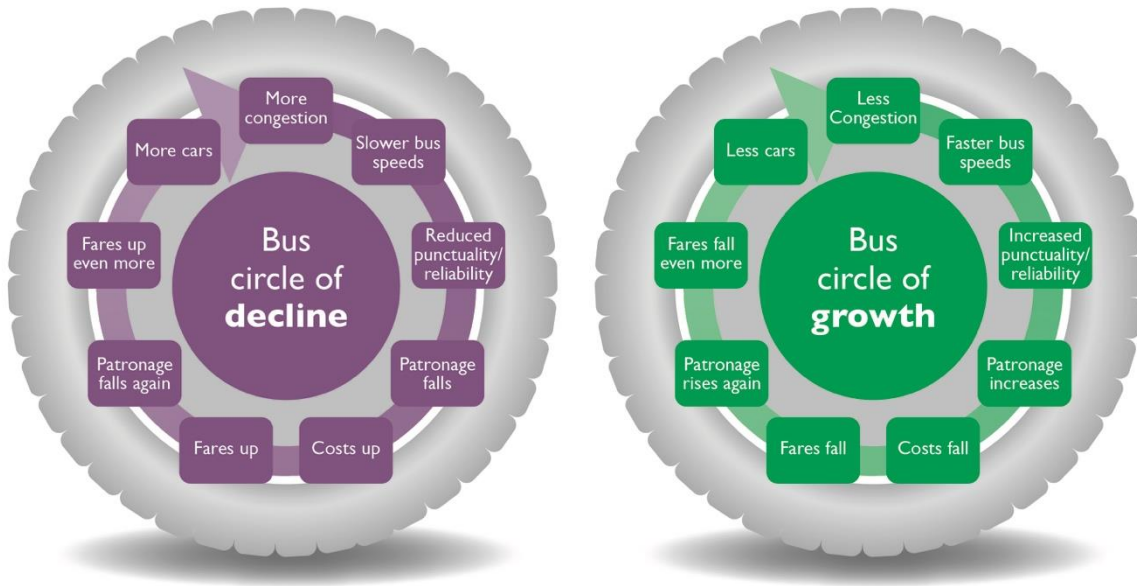 Bus
circle of
decline
More
congestion
Slower bus
speeds
Reduced
punctuality/
reliability
Patronage
falls
Costs up
Fares up
Patronage
falls again
Fares up
even more
More cars
Bus
circle of
growth
Less
Congestion
Faster bus
speeds
Increased
punctuality/
reliability
Patronage
increases
Costs fall
Fares fall
Patronage
rises again
Fares fall
even more
Less cars